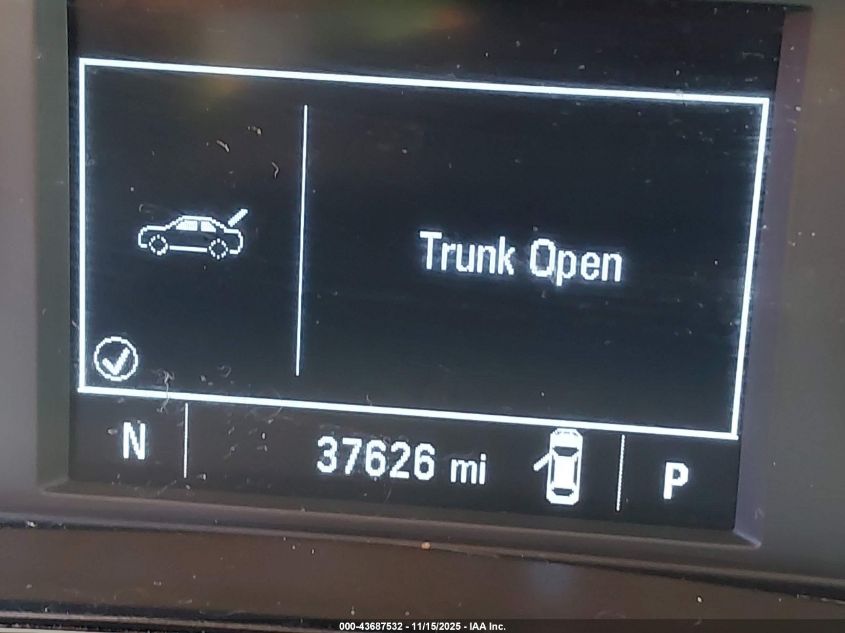 Trunk Open
N
37626 mi
P
000-43687532 - 11/15/2025 - IAA Inc.